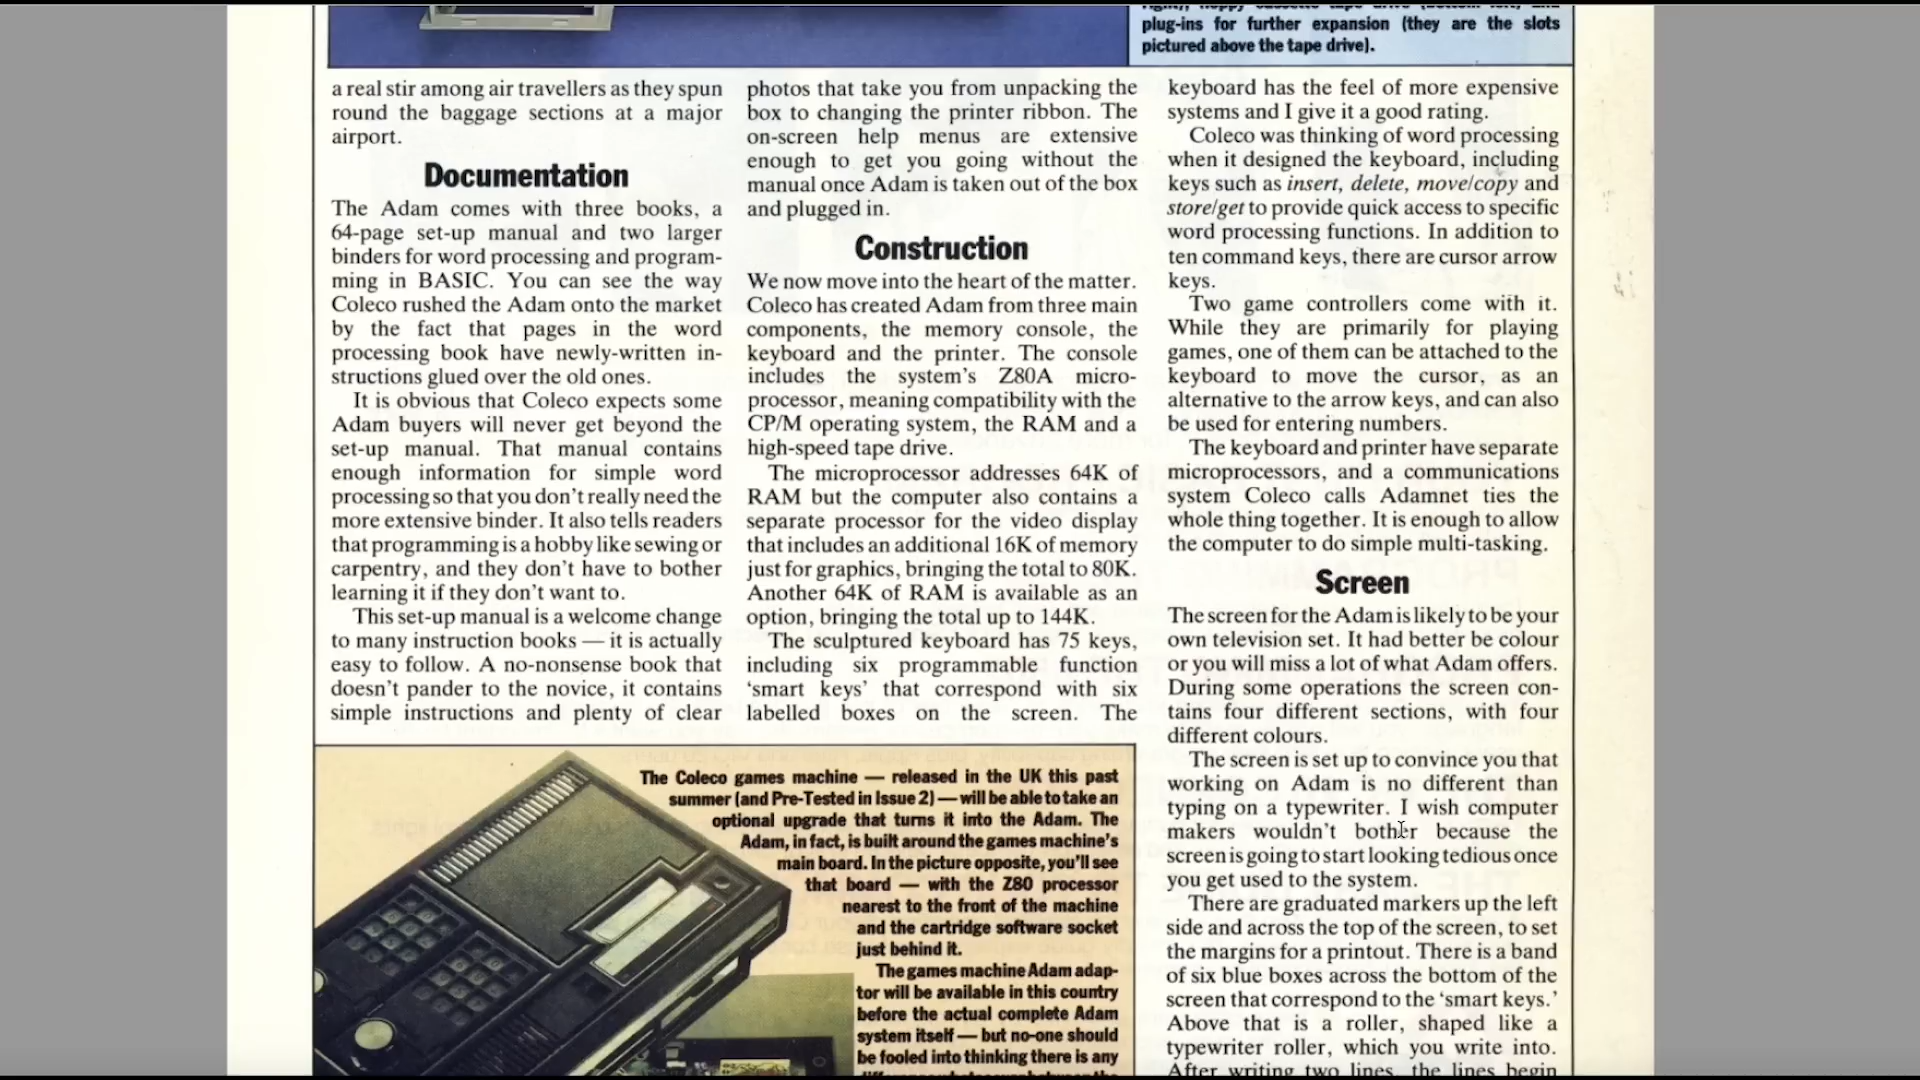 plug-ins for further expansion (they are the slots
pictured above the tape drive).
a real stir among air travellers as they spun
round the baggage sections at a major
airport.
Documentation
The Adam comes with three books, a
64-page set-up manual and two larger
binders for word processing and program-
ming in BASIC. You can see the way
Coleco rushed the Adam onto the market
by the fact that pages in the word
processing book have newly-written in-
structions glued over the old ones.
It is obvious that Coleco expects some
Adam buyers will never get beyond the
set-up manual. That manual contains
enough information for simple word
processing so that you don't really need the
more extensive binder. It also tells readers
that programming is a hobby like sewing or
carpentry, and they don't have to bother
learning it if they don't want to.
This set-up manual is a welcome change
to many instruction books — it is actually
easy to follow. A no-nonsense book that
doesn't pander to the novice, it contains
simple instructions and plenty of clear
photos that take you from unpacking the
box to changing the printer ribbon. The
on-screen help menus are extensive
enough to get you going without the
manual once Adam is taken out of the box
and plugged in.
Construction
We now move into the heart of the matter.
Coleco has created Adam from three main
components, the memory console, the
keyboard and the printer. The console
includes the system's Z80A micro-
processor, meaning compatibility with the
CP/M operating system, the RAM and a
high-speed tape drive.
The microprocessor addresses 64K of
RAM but the computer also contains a
separate processor for the video display
that includes an additional 16K of memory
just for graphics, bringing the total to 80K.
Another 64K of RAM is available as an
option, bringing the total up to 144K.
The sculptured keyboard has 75 keys,
including six programmable function
'smart keys' that correspond with six
labelled boxes on the screen. The
keyboard has the feel of more expensive
systems and I give it a good rating.
Coleco was thinking of word processing
when it designed the keyboard, including
keys such as insert, delete, move/copy and
store/get to provide quick access to specific
word processing functions. In addition to
ten command keys, there are cursor arrow
keys.
Two game controllers come with it.
While they are primarily for playing
games, one of them can be attached to the
keyboard to move the cursor, as an
alternative to the arrow keys, and can also
be used for entering numbers.
The keyboard and printer have separate
microprocessors, and a communications
system Coleco calls Adamnet ties the
whole thing together. It is enough to allow
the computer to do simple multi-tasking.
Screen
The screen for the Adam is likely to be your
own television set. It had better be colour
or you will miss a lot of what Adam offers.
During some operations the screen con-
tains four different sections, with four
different colours.
The screen is set up to convince you that
working on Adam is no different than
typing on a typewriter. I wish computer
makers wouldn't bother because the
screen is going to start looking tedious once
you get used to the system.
There are graduated markers up the left
side and across the top of the screen, to set
the margins for a printout. There is a band
of six blue boxes across the bottom of the
screen that correspond to the 'smart keys.'
Above that is a roller, shaped like a
typewriter roller, which you write into.
After writing two lines, the lines begin
The Coleco games machine — released in the UK this past
summer (and Pre-Tested in Issue 2) — will be able to take an
optional upgrade that turns it into the Adam. The
Adam, in fact, is built around the games machine's
main board. In the picture opposite, you'll see
that board — with the Z80 processor
nearest to the front of the machine
and the cartridge software socket
just behind it.
The games machine Adam adap-
tor will be available in this country
before the actual complete Adam
system itself — but no-one should
be fooled into thinking there is any